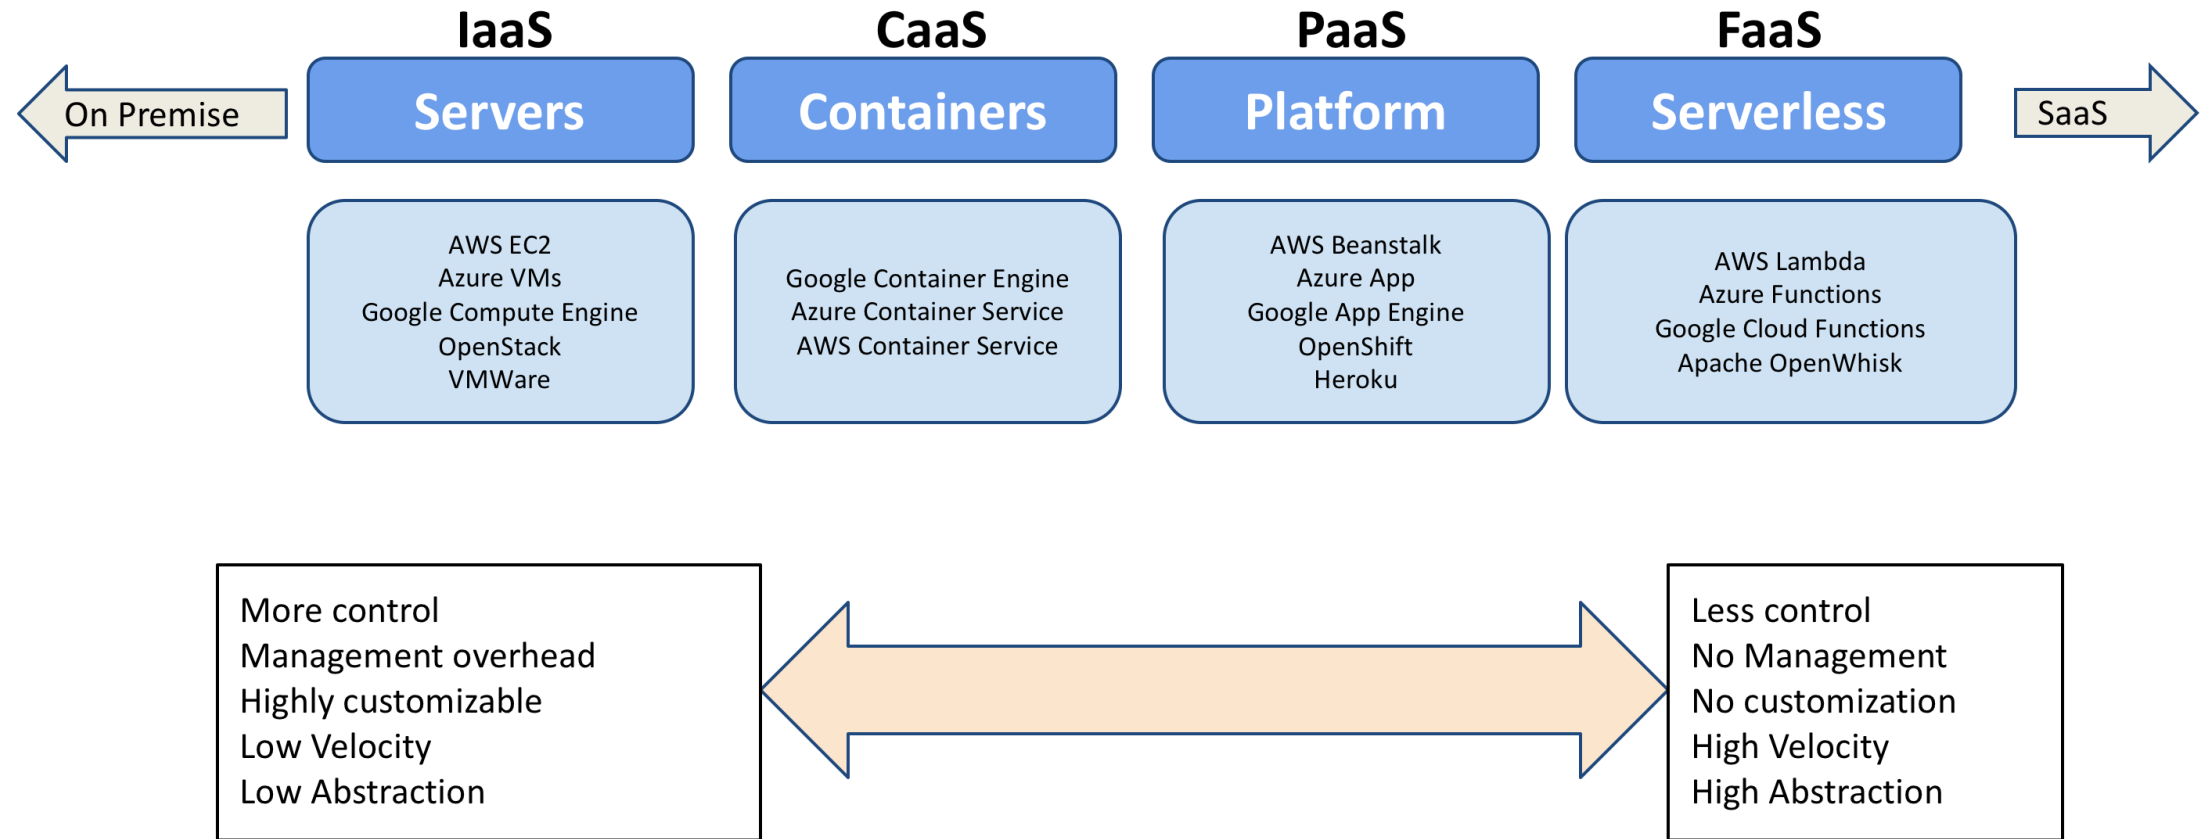 IaaS
CaaS
PaaS
FaaS
On Premise
Servers
Containers
Platform
Serverless
SaaS
AWS EC2
Azure VMs
Google Compute Engine
OpenStack
VMWare
Google Container Engine
Azure Container Service
AWS Container Service
AWS Beanstalk
Azure App
Google App Engine
OpenShift
Heroku
AWS Lambda
Azure Functions
Google Cloud Functions
Apache OpenWhisk
More control
Management overhead
Highly customizable
Low Velocity
Low Abstraction
Less control
No Management
No customization
High Velocity
High Abstraction